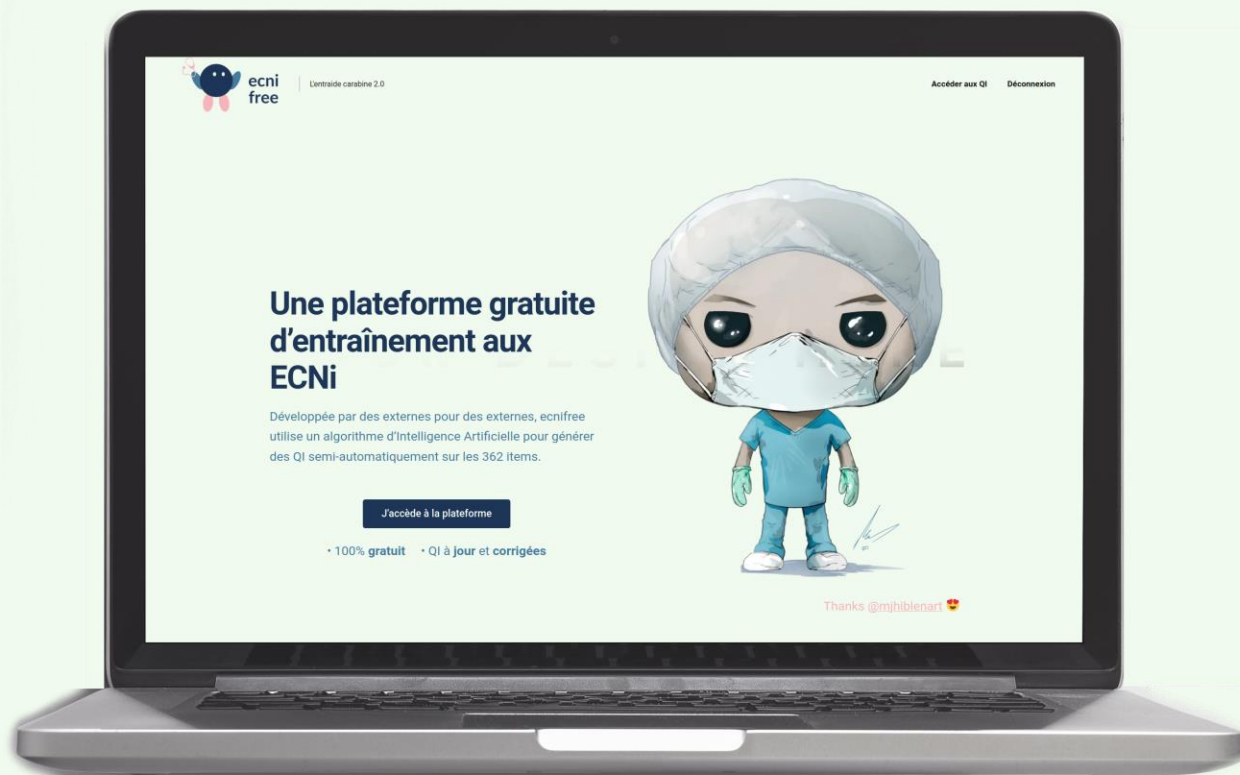 ecni
free
L'entraide carabine 2.0
Accéder aux QI
Déconnexion
Une plateforme gratuite
d'entraînement aux
ECNi
Développée par des externes pour des externes, ecnifree
utilise un algorithme d'Intelligence Artificielle pour générer
des QI semi-automatiquement sur les 362 items.
J'accède à la plateforme
• 100% gratuit • QI à jour et corrigées
Thanks @mjhiblenart 😍